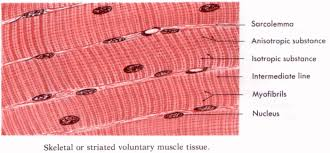 Sarcolemma
Anisotropic substance
Isotropic substance
Intermediate line
Myofibrils
Nucleus
Skeletal or striated voluntary muscle tissue.